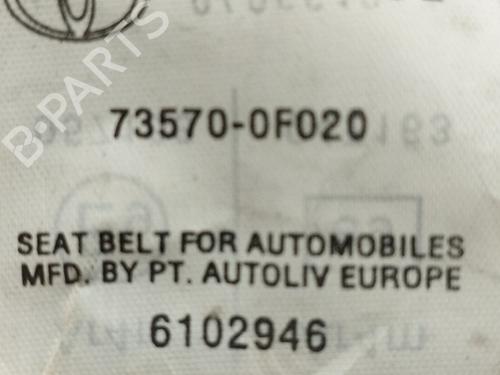 B-PARTS
73570-0F020
SEAT BELT FOR AUTOMOBILES
MFD. BY PT. AUTOLIV EUROPE
6102946